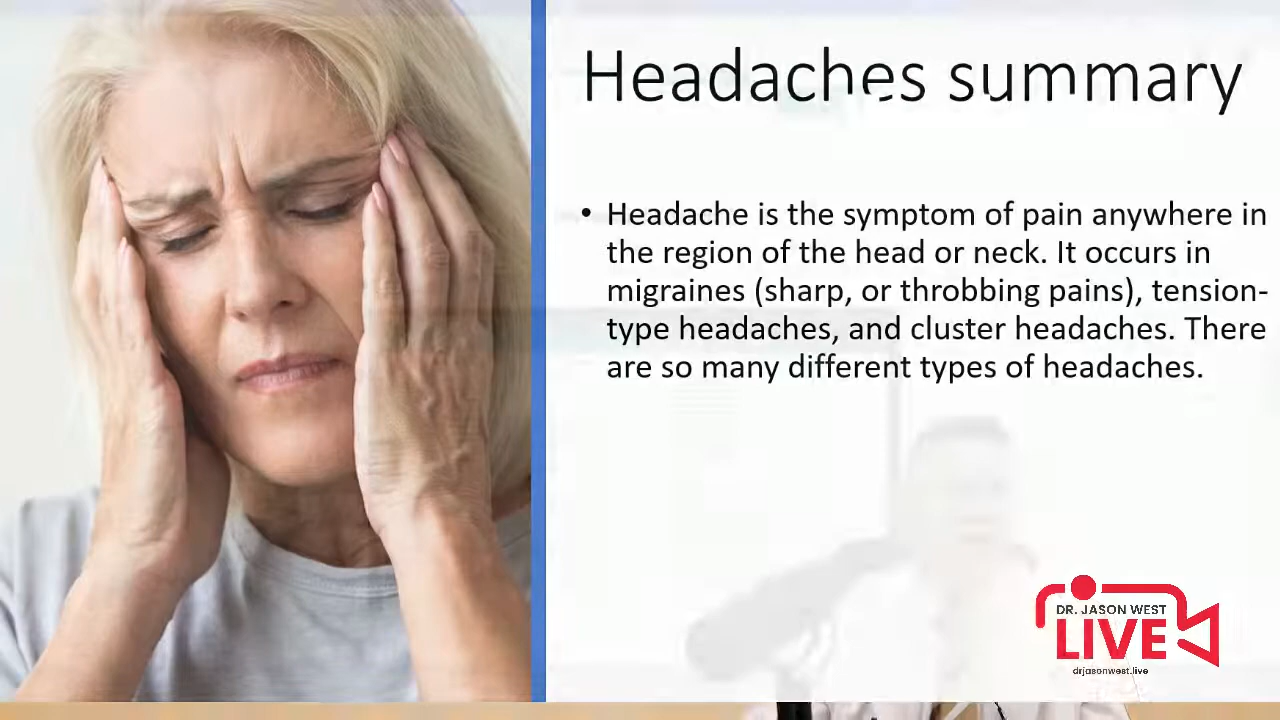 Headaches summary
• Headache is the symptom of pain anywhere in
the region of the head or neck. It occurs in
migraines (sharp, or throbbing pains), tension-
type headaches, and cluster headaches. There
are so many different types of headaches.
DR. JASON WEST
LIVE
drjasonwest.live